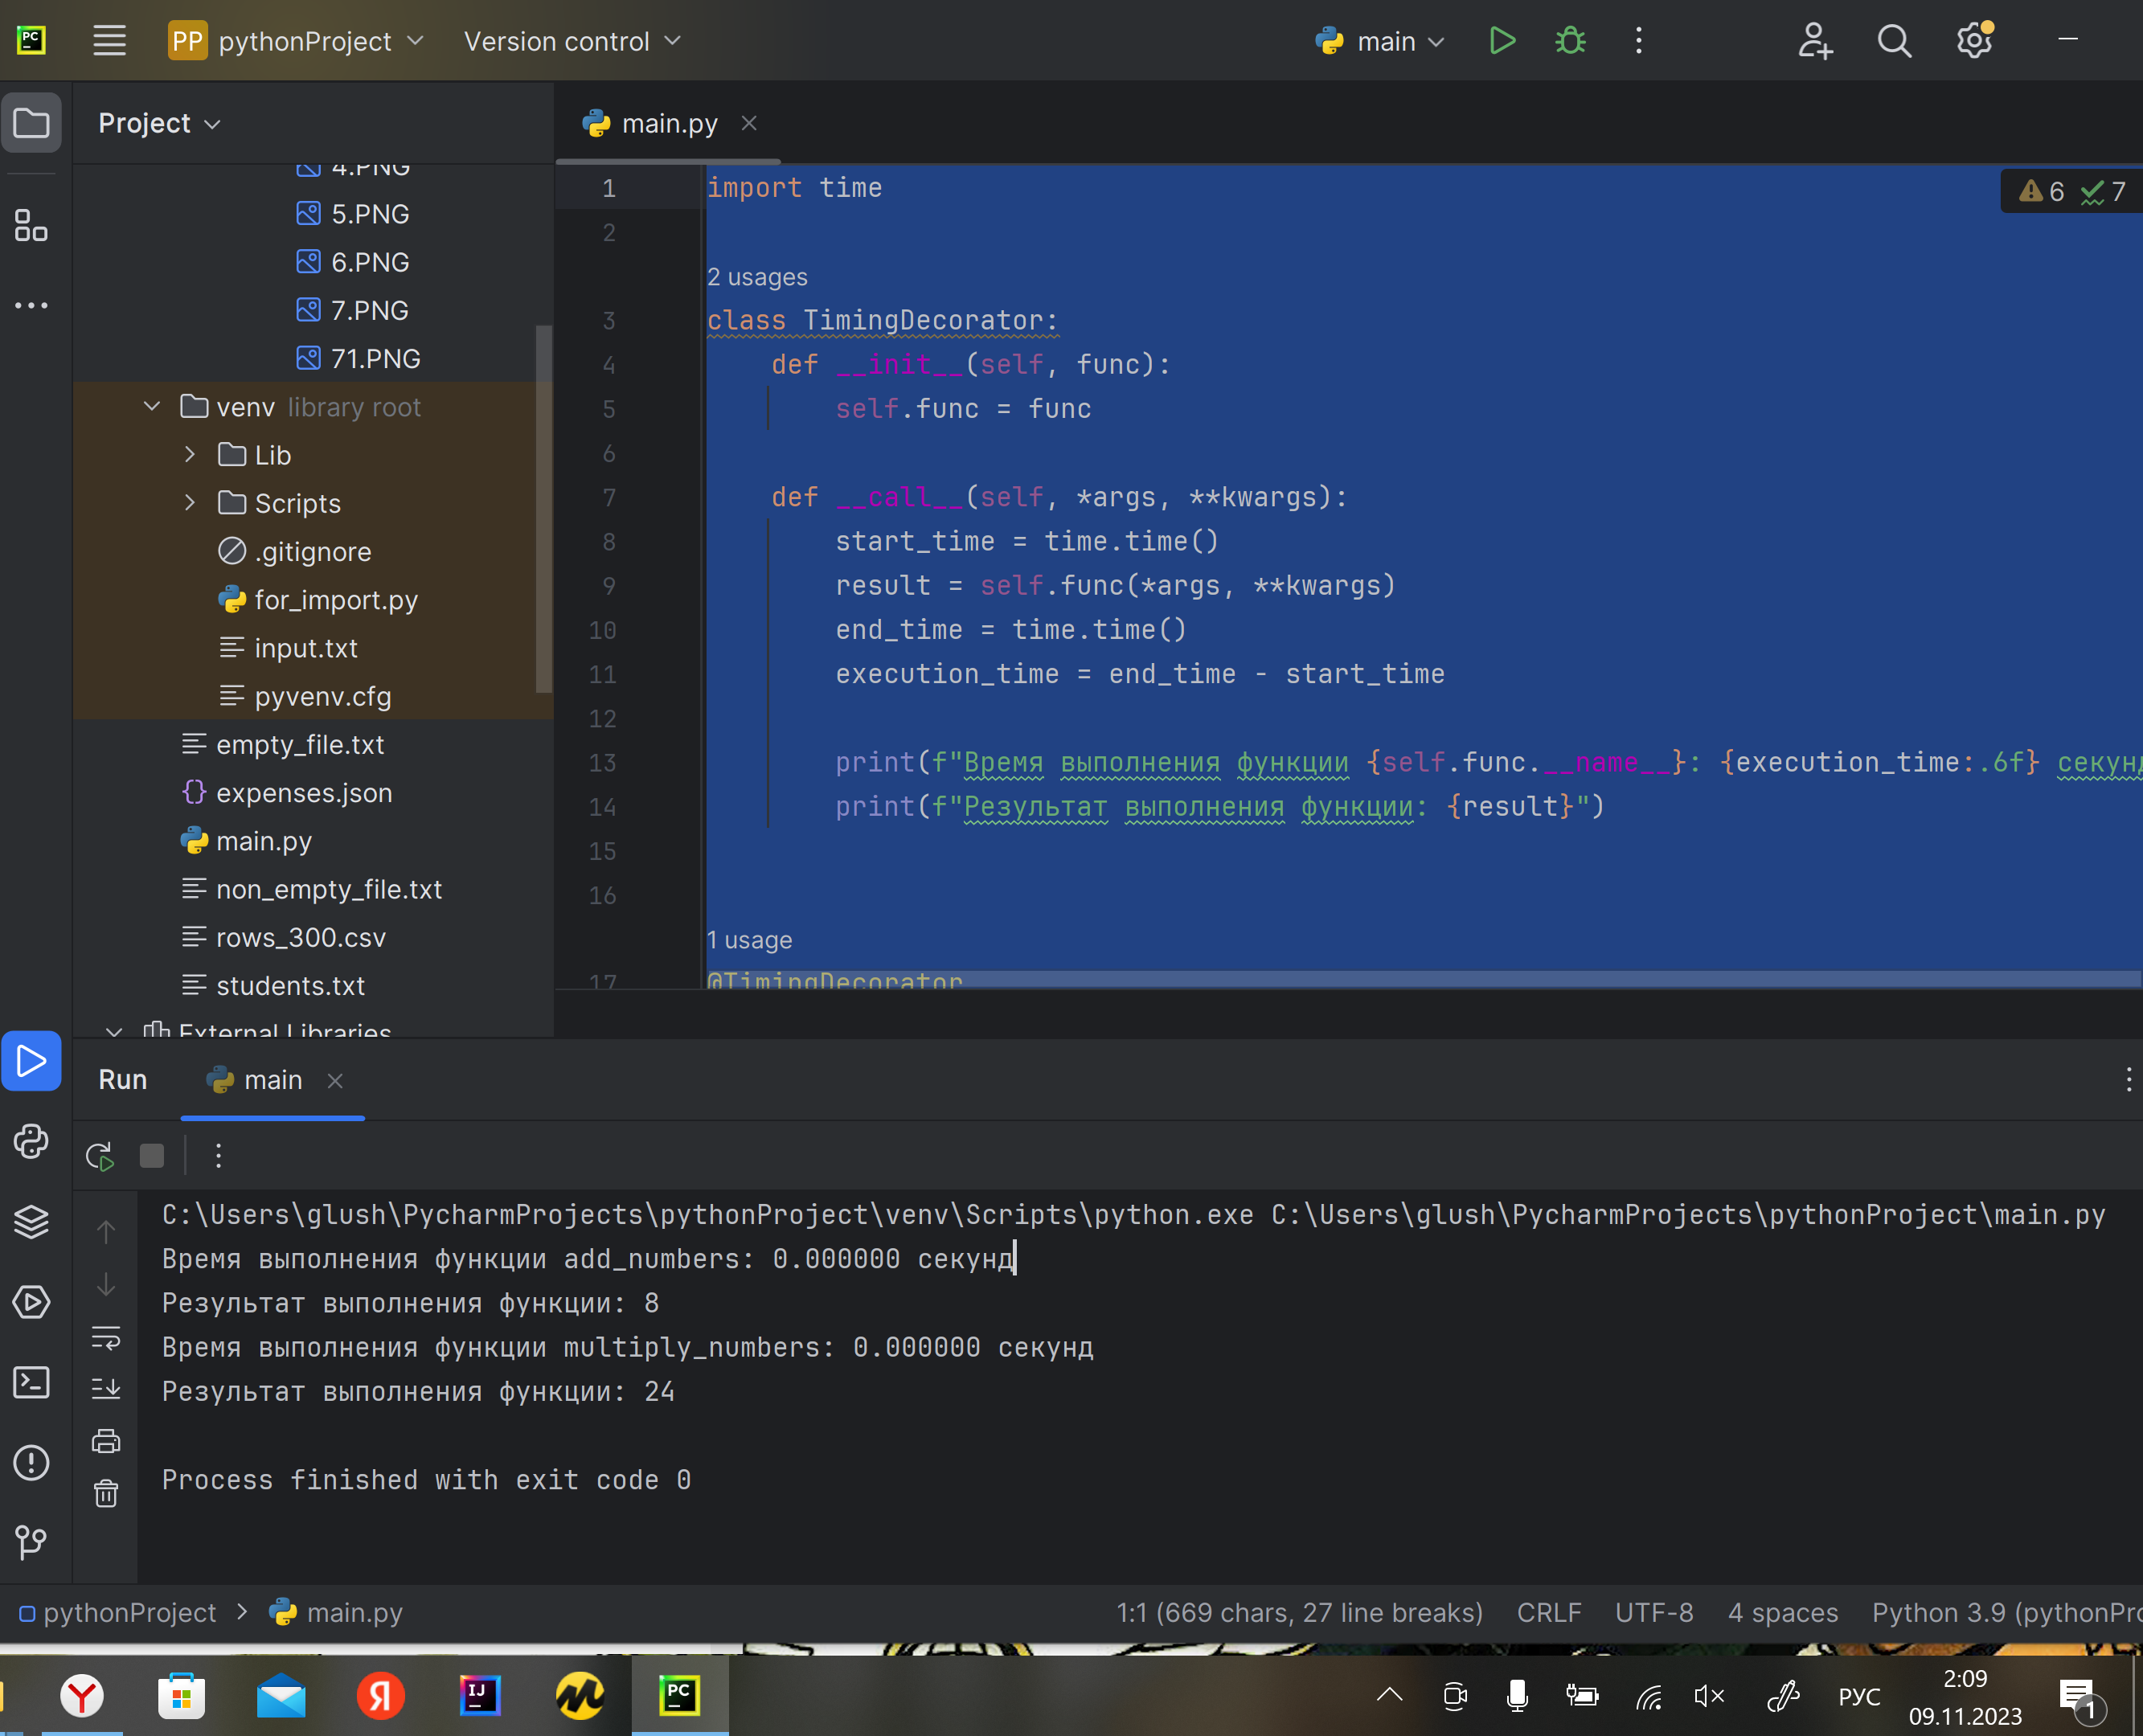 PC
PP pythonProject
Version control
main
Project
main.py
4.PNG
5.PNG
6.PNG
7.PNG
71.PNG
venv library root
Lib
Scripts
.gitignore
for_import.py
input.txt
pyvenv.cfg
empty_file.txt
expenses.json
main.py
non_empty_file.txt
rows_300.csv
students.txt
External Libraries
6 7
1 import time
2
2 usages
3 class TimingDecorator:
4 def __init__(self, func):
5 self.func = func
6
7 def __call__(self, *args, **kwargs):
8 start_time = time.time()
9 result = self.func(*args, **kwargs)
10 end_time = time.time()
11 execution_time = end_time - start_time
12
13 print(f"Время выполнения функции {self.func.__name__}: {execution_time:.6f} секунд
14 print(f"Результат выполнения функции: {result}")
15
16
1 usage
17 @TimingDecorator
Run
main
C:\Users\glush\PycharmProjects\pythonProject\venv\Scripts\python.exe C:\Users\glush\PycharmProjects\pythonProject\main.py
Время выполнения функции add_numbers: 0.000000 секунд
Результат выполнения функции: 8
Время выполнения функции multiply_numbers: 0.000000 секунд
Результат выполнения функции: 24
Process finished with exit code 0
pythonProject > main.py
1:1 (669 chars, 27 line breaks)
CRLF
UTF-8
4 spaces
Python 3.9 (pythonPro
Y
Я
IJ
m
PC
РУС
2:09
09.11.2023
1